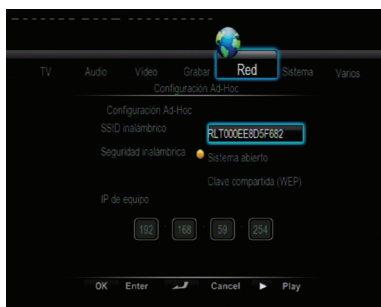 TV Audio Video Grabar Red Sistema Varios
Configuración Ad-Hoc
Configuración Ad-Hoc
SSID inalámbrico RLT000EE8D5F682
Seguridad inalámbrica Sistema abierto
Clave compartida (WEP)
IP de equipo
192 168 59 254
OK Enter Cancel Play